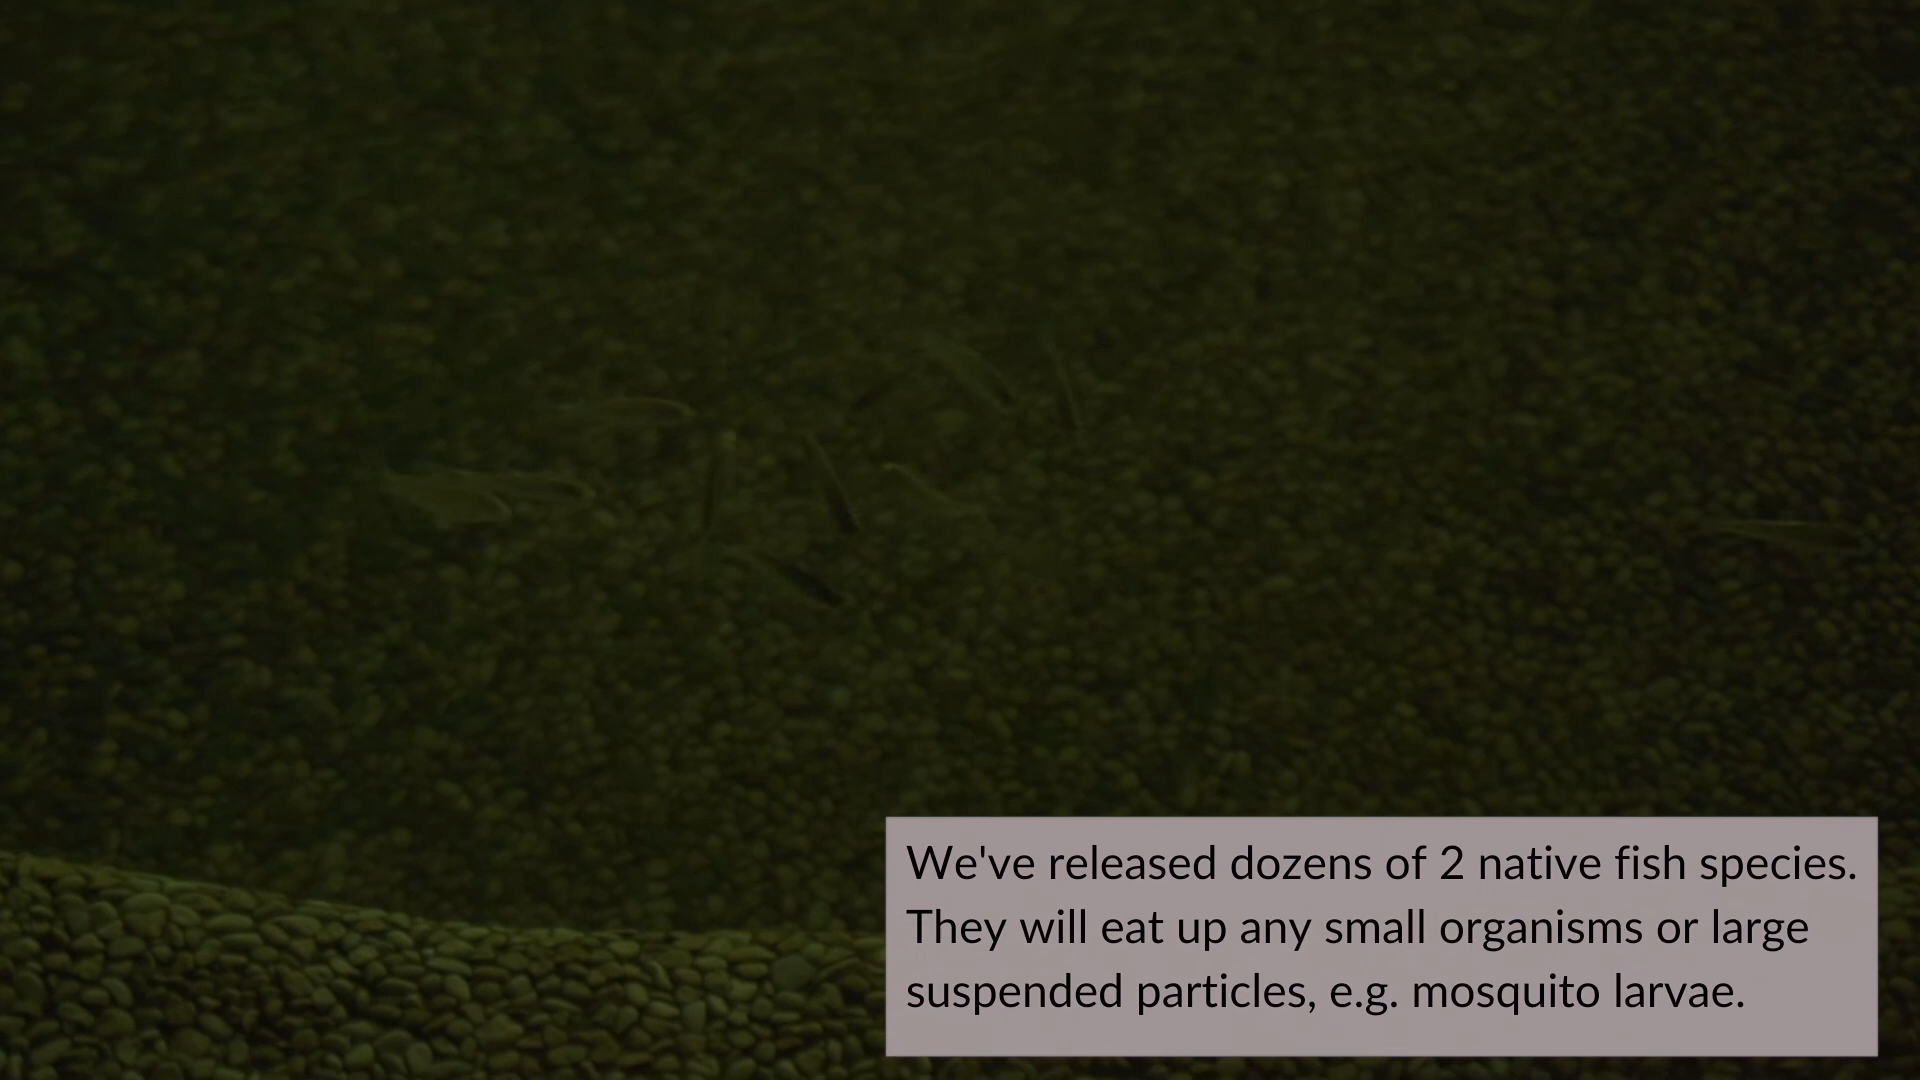 We've released dozens of 2 native fish species.
They will eat up any small organisms or large
suspended particles, e.g. mosquito larvae.